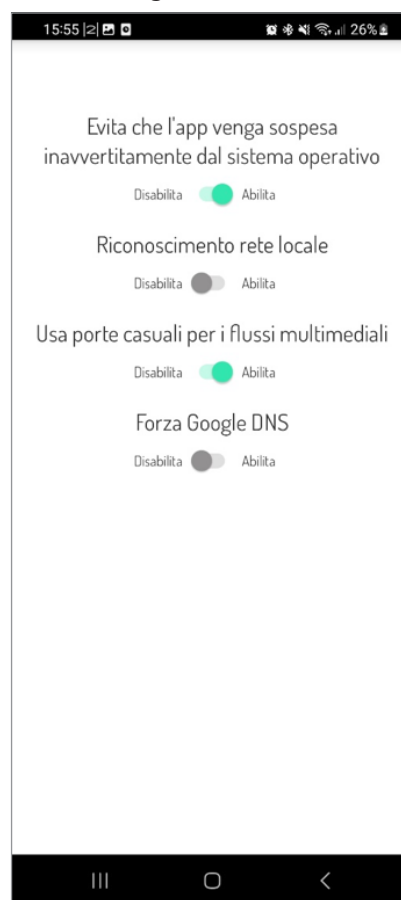 15:55 |2| 26%
Evita che l'app venga sospesa
inavvertitamente dal sistema operativo
Disabilita Abilita
Riconoscimento rete locale
Disabilita Abilita
Usa porte casuali per i flussi multimediali
Disabilita Abilita
Forza Google DNS
Disabilita Abilita